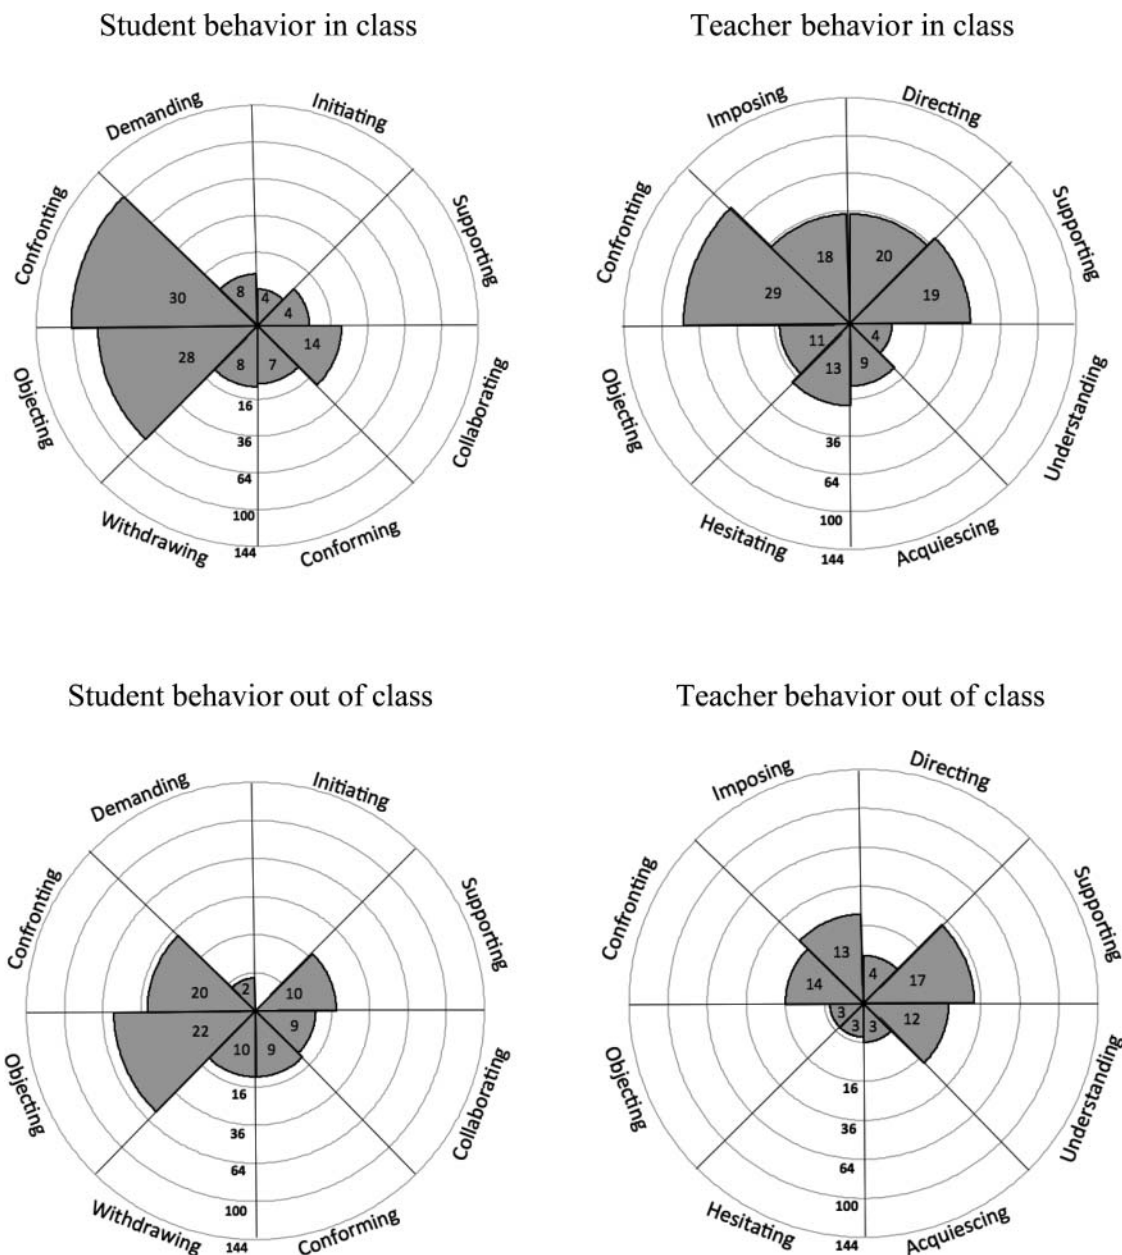 Student behavior in class
Demanding
Initiating
Confronting
Supporting
30
8
4
4
28
8
7
14
Objecting
Collaborating
16
36
64
100
144
Withdrawing
Conforming
Teacher behavior in class
Imposing
Directing
Confronting
Supporting
29
18
20
19
11
13
9
4
Objecting
Understanding
36
64
100
144
Hesitating
Acquiescing
Student behavior out of class
Demanding
Initiating
Confronting
Supporting
20
2
10
22
10
9
9
Objecting
Collaborating
16
36
64
100
144
Withdrawing
Conforming
Teacher behavior out of class
Imposing
Directing
Confronting
Supporting
14
13
4
17
3
3
3
12
Objecting
Understanding
16
36
64
100
144
Hesitating
Acquiescing